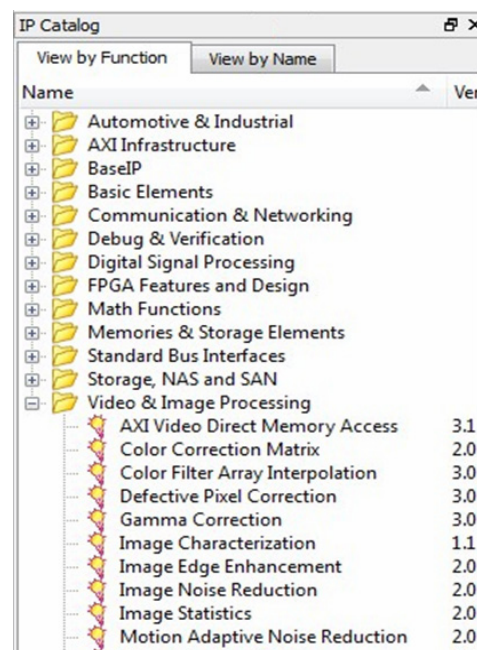 IP Catalog
View by Function View by Name
Name Ver
Automotive & Industrial
AXI Infrastructure
BaseIP
Basic Elements
Communication & Networking
Debug & Verification
Digital Signal Processing
FPGA Features and Design
Math Functions
Memories & Storage Elements
Standard Bus Interfaces
Storage, NAS and SAN
Video & Image Processing
AXI Video Direct Memory Access 3.1
Color Correction Matrix 2.0
Color Filter Array Interpolation 3.0
Defective Pixel Correction 3.0
Gamma Correction 3.0
Image Characterization 1.1
Image Edge Enhancement 2.0
Image Noise Reduction 2.0
Image Statistics 2.0
Motion Adaptive Noise Reduction 2.0